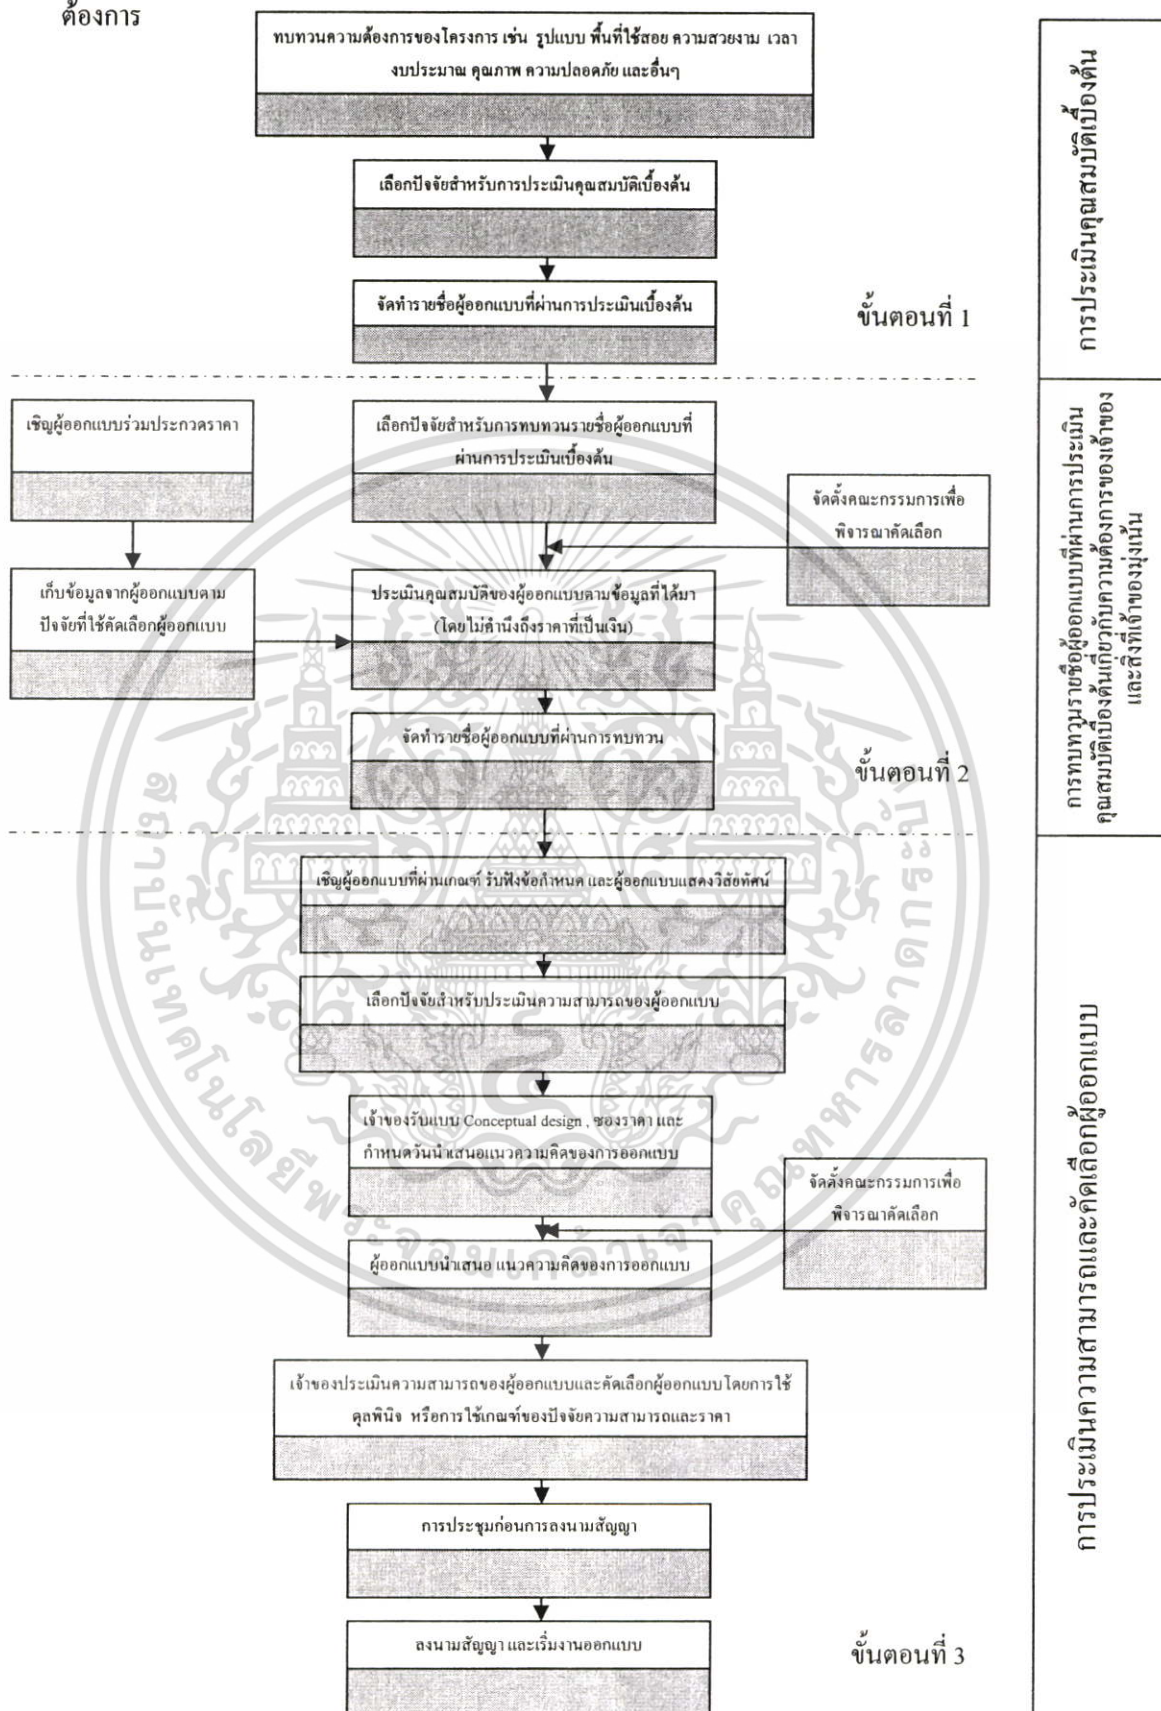 ต้องการ
ทบทวนความต้องการของโครงการ เช่น รูปแบบ พื้นที่ใช้สอย ความสวยงาม เวลา
งบประมาณ คุณภาพ ความปลอดภัย และอื่นๆ
เลือกปัจจัยสำหรับการประเมินคุณสมบัติเบื้องต้น
จัดทำรายชื่อผู้ออกแบบที่ผ่านการประเมินเบื้องต้น
ขั้นตอนที่ 1
การประเมินคุณสมบัติเบื้องต้น
เชิญผู้ออกแบบร่วมประกวดราคา
เลือกปัจจัยสำหรับการทบทวนรายชื่อผู้ออกแบบที่
ผ่านการประเมินเบื้องต้น
จัดตั้งคณะกรรมการเพื่อ
พิจารณาคัดเลือก
เก็บข้อมูลจากผู้ออกแบบตาม
ปัจจัยที่ใช้คัดเลือกผู้ออกแบบ
ประเมินคุณสมบัติของผู้ออกแบบตามข้อมูลที่ได้มา
(โดยไม่คำนึงถึงราคาที่เป็นเงิน)
จัดทำรายชื่อผู้ออกแบบที่ผ่านการทบทวน
ขั้นตอนที่ 2
การทบทวนรายชื่อผู้ออกแบบที่ผ่านการประเมิน
คุณสมบัติเบื้องต้นเกี่ยวกับความต้องการของเจ้าของ
และสิ่งที่เจ้าของมุ่งเน้น
เชิญผู้ออกแบบที่ผ่านเกณฑ์ รับฟังข้อกำหนด และผู้ออกแบบแสดงวิสัยทัศน์
เลือกปัจจัยสำหรับประเมินความสามารถของผู้ออกแบบ
เจ้าของรับแบบ Conceptual design , ซองราคา และ
กำหนดวันนำเสนอแนวความคิดของการออกแบบ
จัดตั้งคณะกรรมการเพื่อ
พิจารณาคัดเลือก
ผู้ออกแบบนำเสนอ แนวความคิดของการออกแบบ
เจ้าของประเมินความสามารถของผู้ออกแบบและคัดเลือกผู้ออกแบบ โดยการใช้
ดุลพินิจ หรือการใช้เกณฑ์ของปัจจัยความสามารถและราคา
การประชุมก่อนการลงนามสัญญา
ลงนามสัญญา และเริ่มงานออกแบบ
ขั้นตอนที่ 3
การประเมินความสามารถและคัดเลือกผู้ออกแบบ
สถาบันเทคโนโลยีพระจอมเกล้าเจ้าคุณทหารลาดกระบัง